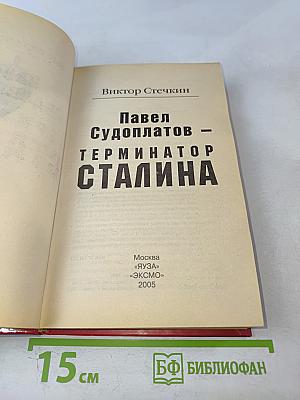 Виктор Стечкин
Павел
Судоплатов –
ТЕРМИНАТОР
СТАЛИНА
Москва
«ЯУЗА»
«ЭКСМО»
2005
15 см
БФ БИБЛИОФАН